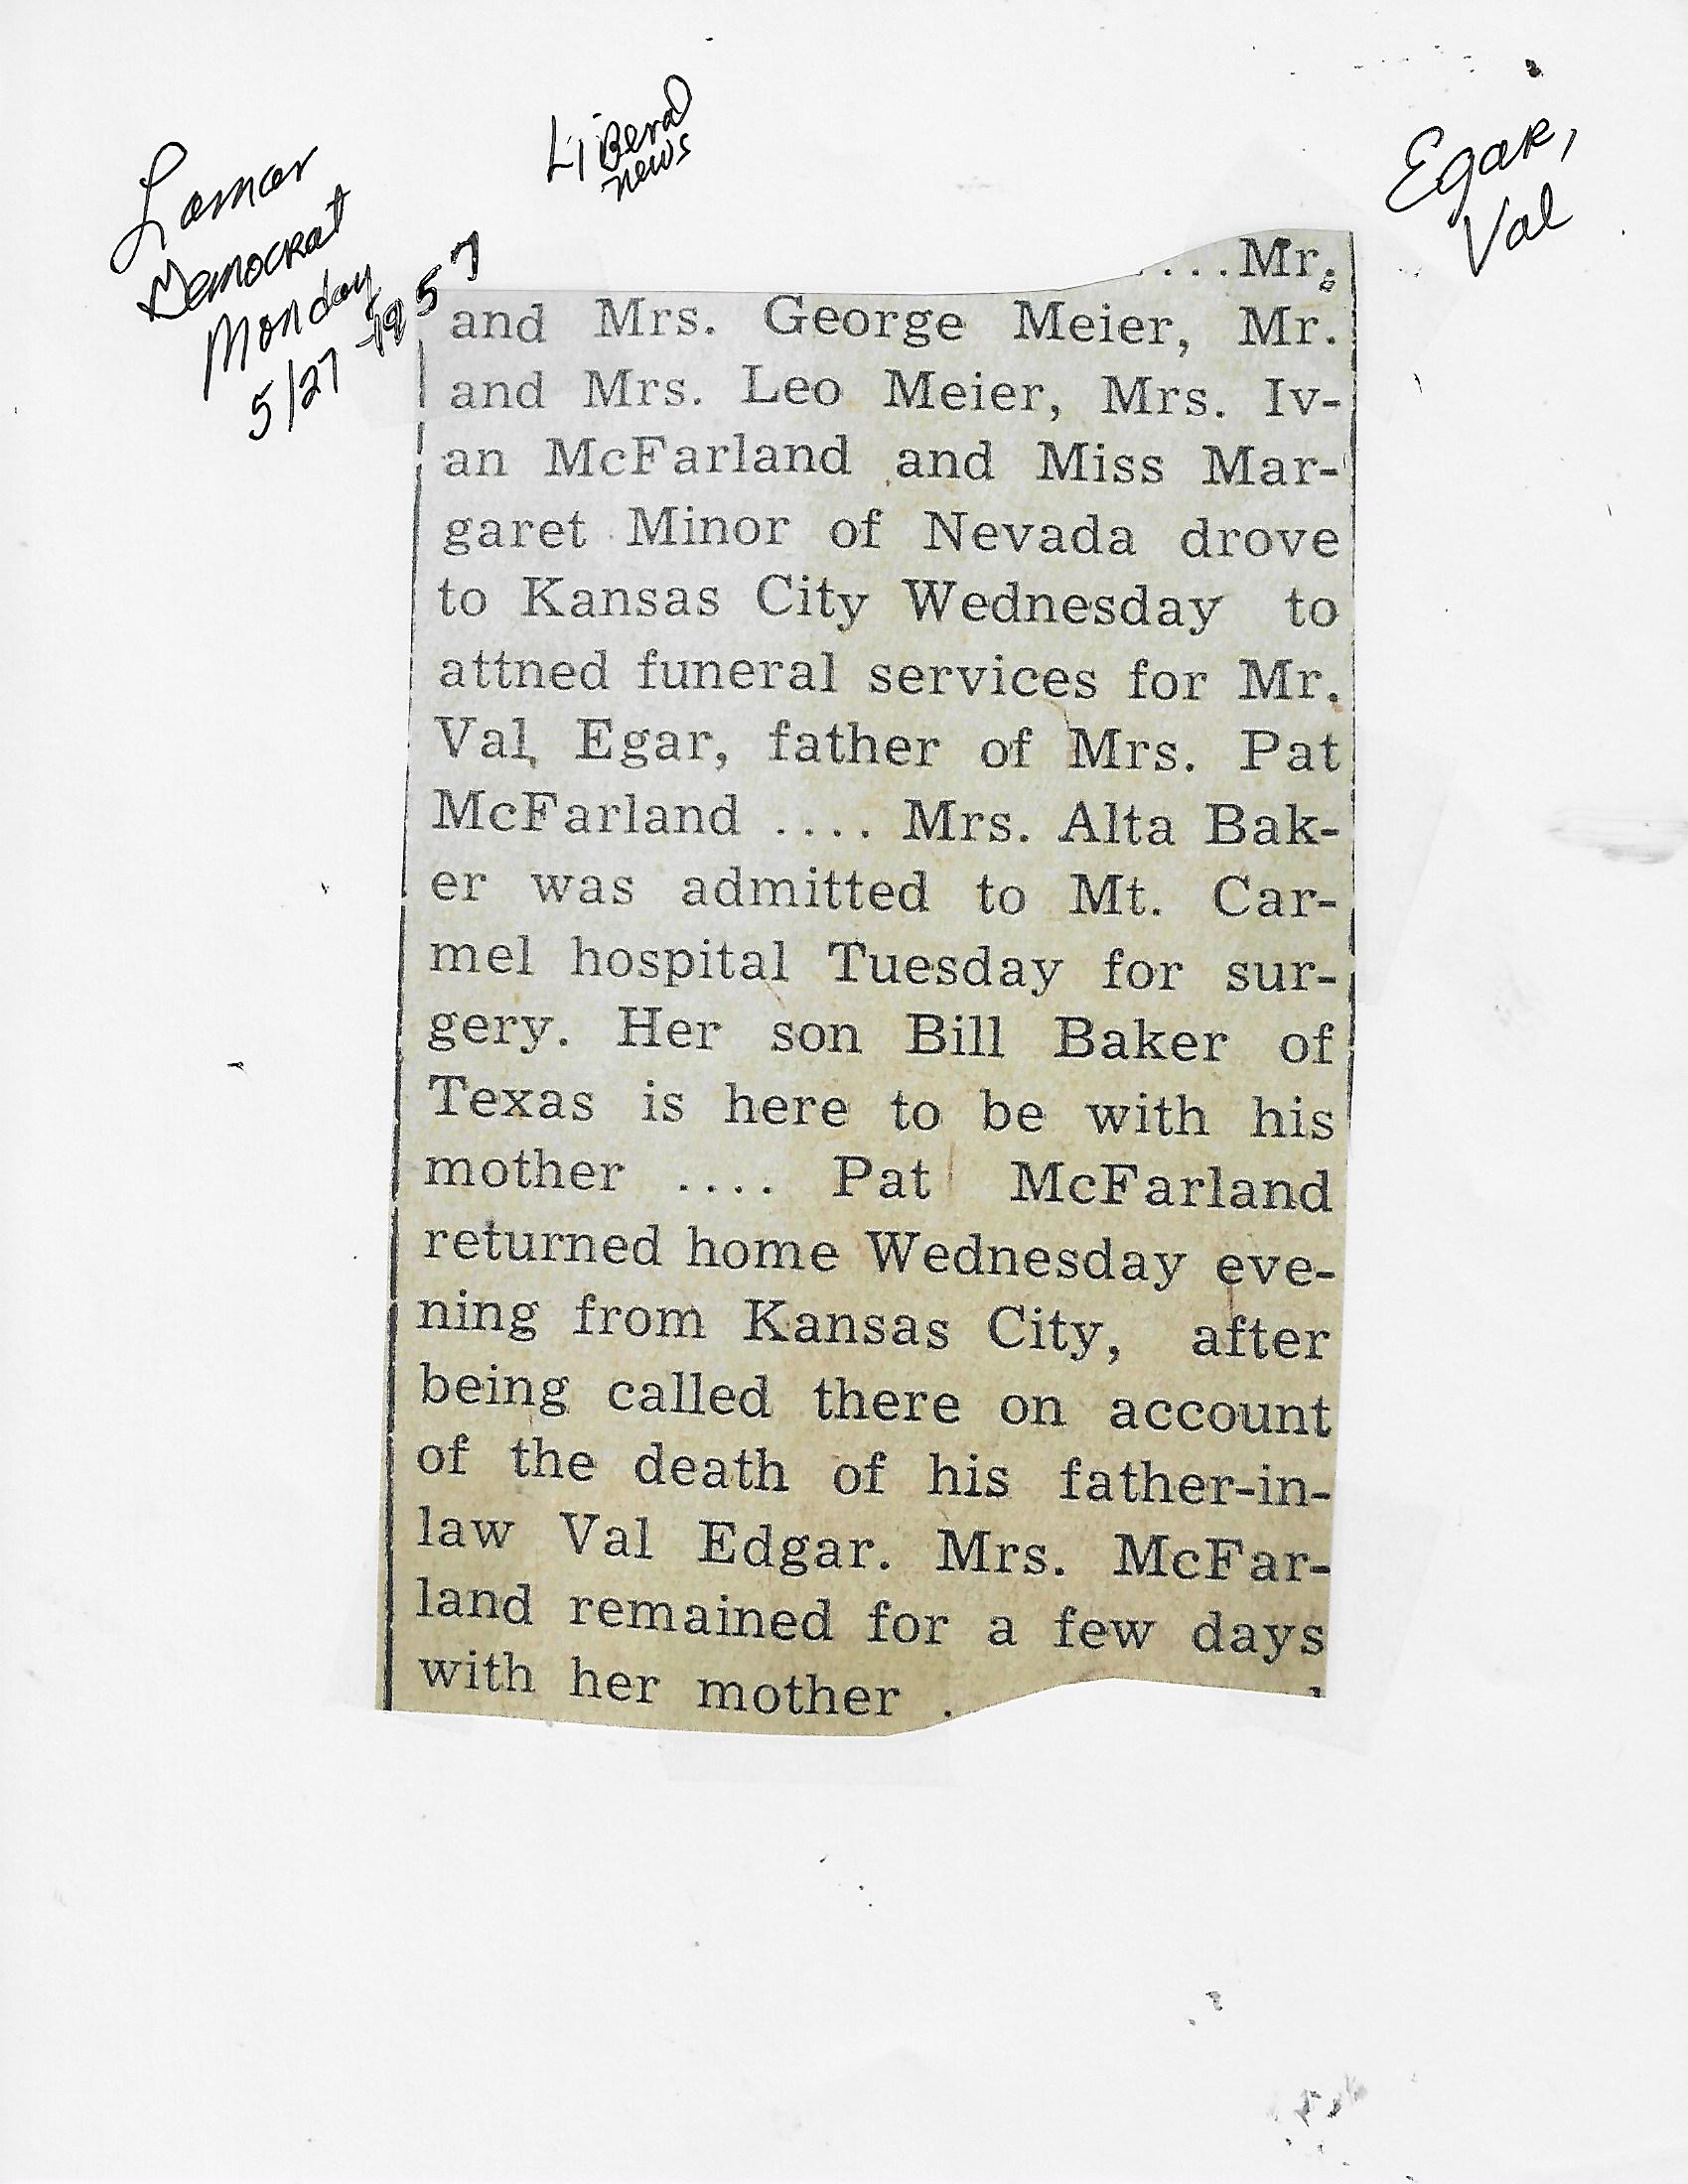 Lamar
Democrat
Monday
5/27-1957
Liberal
news
Egar,
Val
....Mr.
and Mrs. George Meier, Mr.
and Mrs. Leo Meier, Mrs. Iv-
an McFarland and Miss Mar-
garet Minor of Nevada drove
to Kansas City Wednesday to
attned funeral services for Mr.
Val Egar, father of Mrs. Pat
McFarland .... Mrs. Alta Bak-
er was admitted to Mt. Car-
mel hospital Tuesday for sur-
gery. Her son Bill Baker of
Texas is here to be with his
mother .... Pat McFarland
returned home Wednesday eve-
ning from Kansas City, after
being called there on account
of the death of his father-in-
law Val Edgar. Mrs. McFar-
land remained for a few days
with her mother .